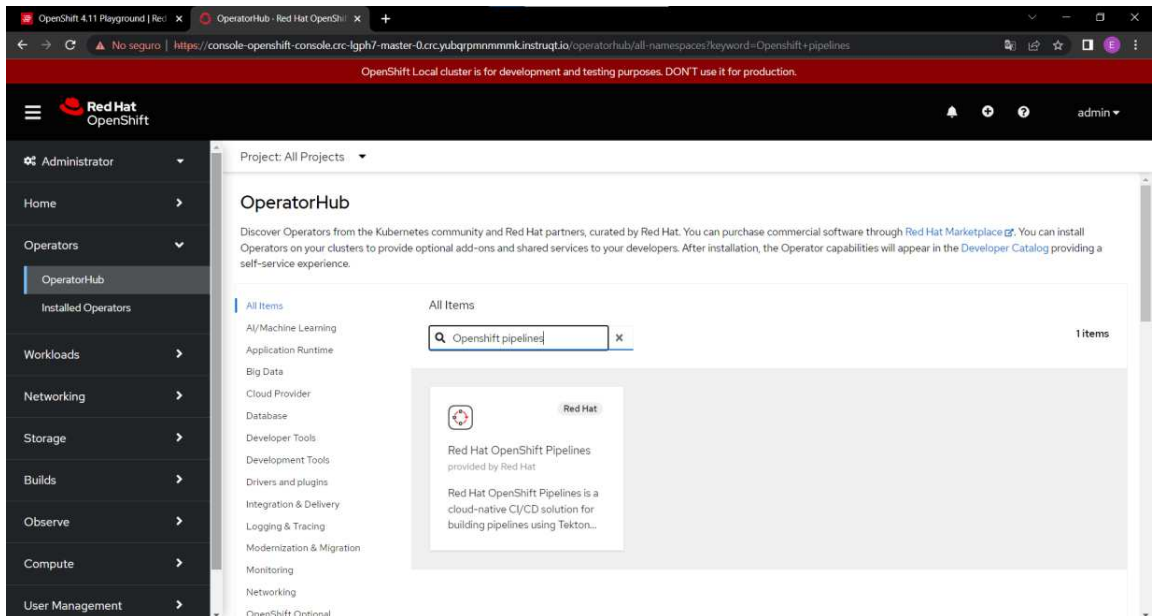 OpenShift 4.11 Playground | Red
OperatorHub · Red Hat OpenShif
No seguro | https://console-openshift-console.crc-lgph7-master-0.crc.yubqrpmnmmmk.instruqt.io/operatorhub/all-namespaces?keyword=Openshift+pipelines
E
OpenShift Local cluster is for development and testing purposes. DON'T use it for production.
Red Hat
OpenShift
admin
Administrator
Home
Operators
OperatorHub
Installed Operators
Workloads
Networking
Storage
Builds
Observe
Compute
User Management
Project: All Projects
OperatorHub
Discover Operators from the Kubernetes community and Red Hat partners, curated by Red Hat. You can purchase commercial software through Red Hat Marketplace. You can install
Operators on your clusters to provide optional add-ons and shared services to your developers. After installation, the Operator capabilities will appear in the Developer Catalog providing a
self-service experience.
All Items
AI/Machine Learning
Application Runtime
Big Data
Cloud Provider
Database
Developer Tools
Development Tools
Drivers and plugins
Integration & Delivery
Logging & Tracing
Modernization & Migration
Monitoring
Networking
OpenShift Optional
All Items
Openshift pipelines
1 items
Red Hat
Red Hat OpenShift Pipelines
provided by Red Hat
Red Hat OpenShift Pipelines is a
cloud-native CI/CD solution for
building pipelines using Tekton...